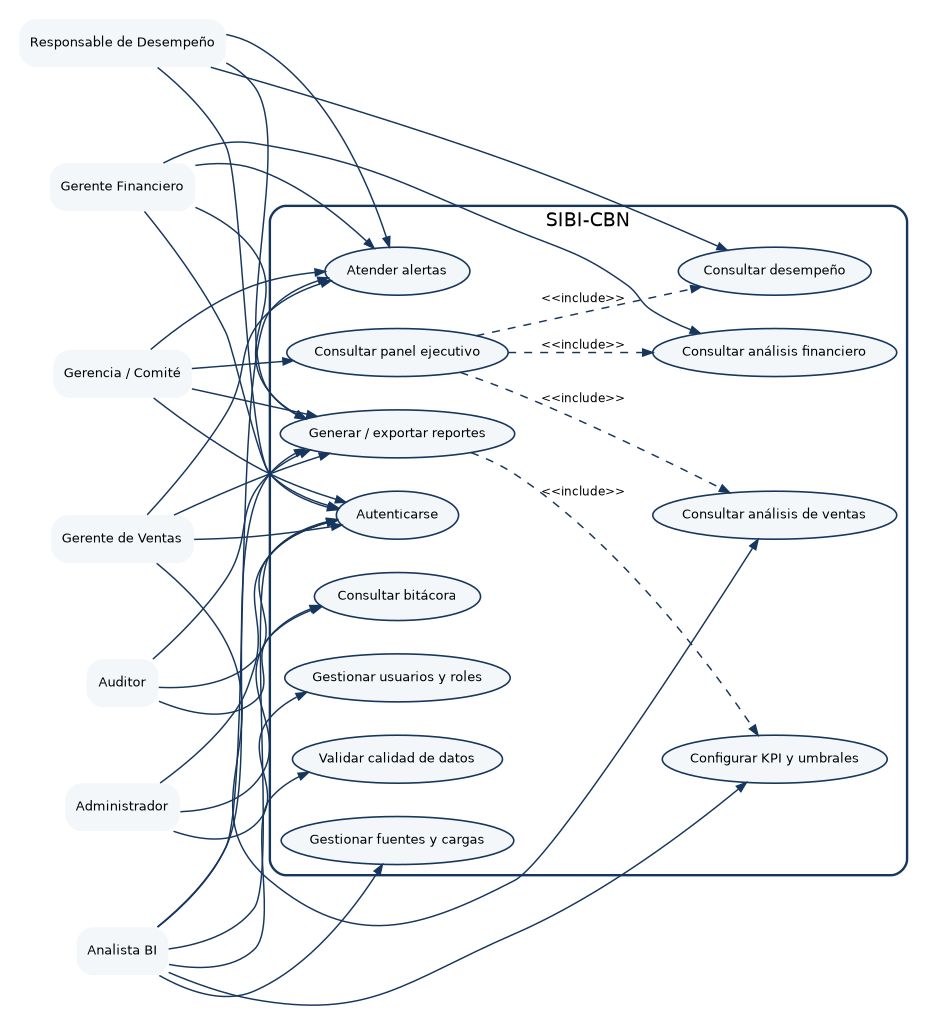 Responsable de Desempeño
Gerente Financiero
SIBI-CBN
Atender alertas
Consultar desempeño
<<include>>
Consultar panel ejecutivo
<<include>>
Consultar análisis financiero
Gerencia / Comité
<<include>>
Generar / exportar reportes
<<include>>
Autenticarse
Consultar análisis de ventas
Gerente de Ventas
Consultar bitácora
Gestionar usuarios y roles
Auditor
Validar calidad de datos
Configurar KPI y umbrales
Administrador
Gestionar fuentes y cargas
Analista BI